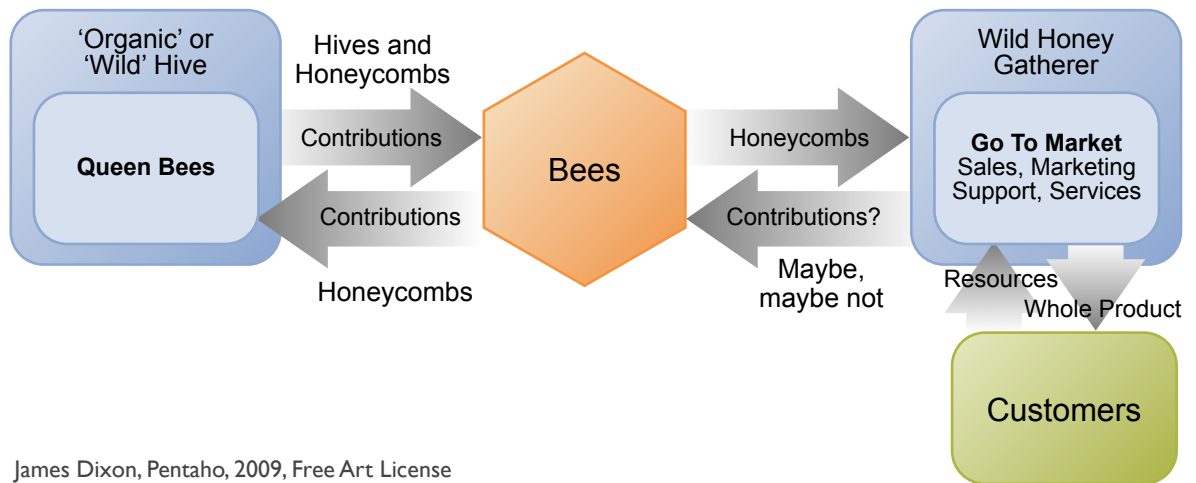 ‘Organic’ or
‘Wild’ Hive
Queen Bees
Hives and
Honeycombs
Contributions
Contributions
Honeycombs
Bees
Honeycombs
Contributions?
Maybe,
maybe not
Wild Honey
Gatherer
Go To Market
Sales, Marketing
Support, Services
Resources
Whole Product
Customers
James Dixon, Pentaho, 2009, Free Art License